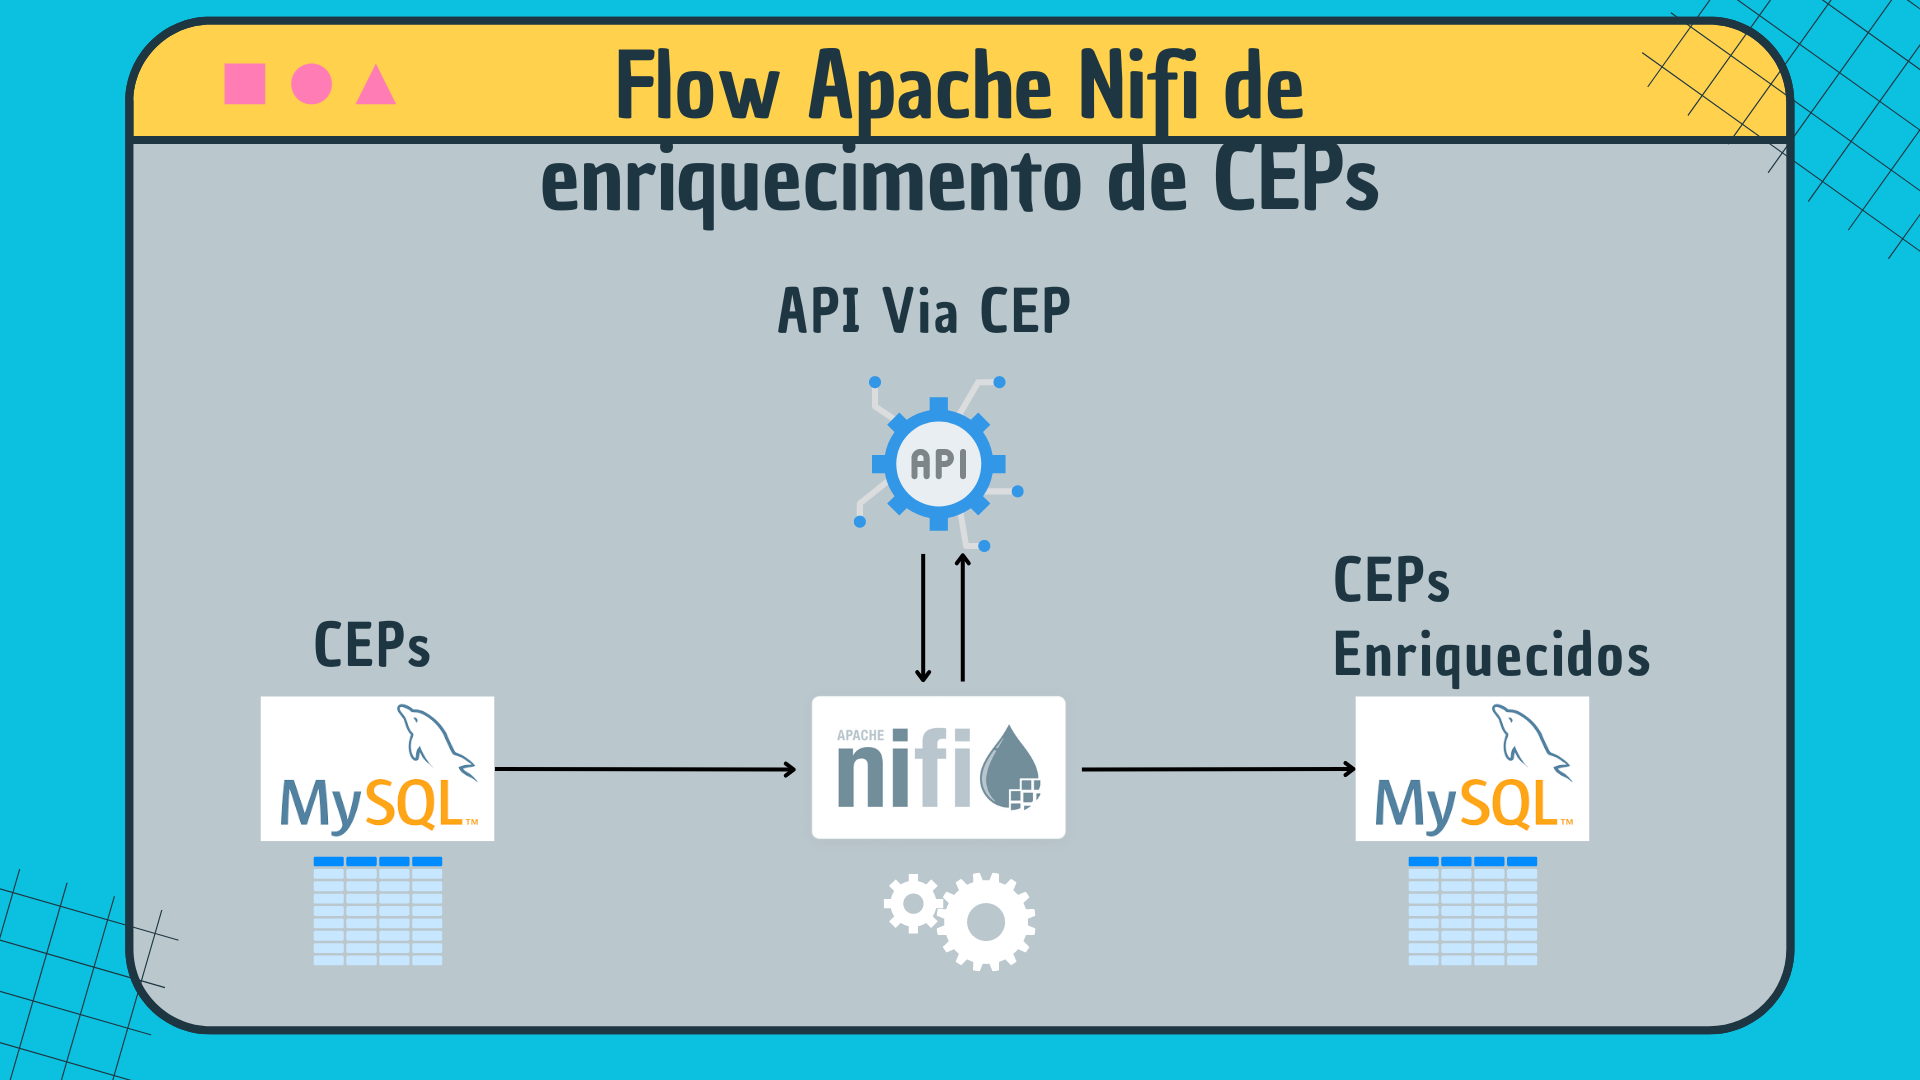 Flow Apache Nifi de
enriquecimento de CEPs
API Via CEP
API
CEPs
CEPs
Enriquecidos
MySQL™
APACHE
nifi
MySQL™